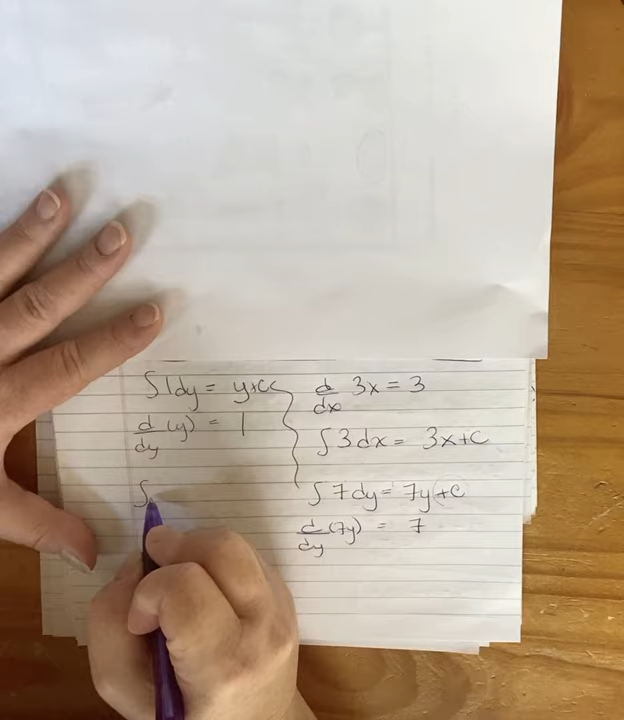 ∫1dy = y+c
d/dy (y) = 1
∫
d/dx 3x = 3
∫3dx = 3x+c
∫7dy = 7y+c
d/dy (7y) = 7